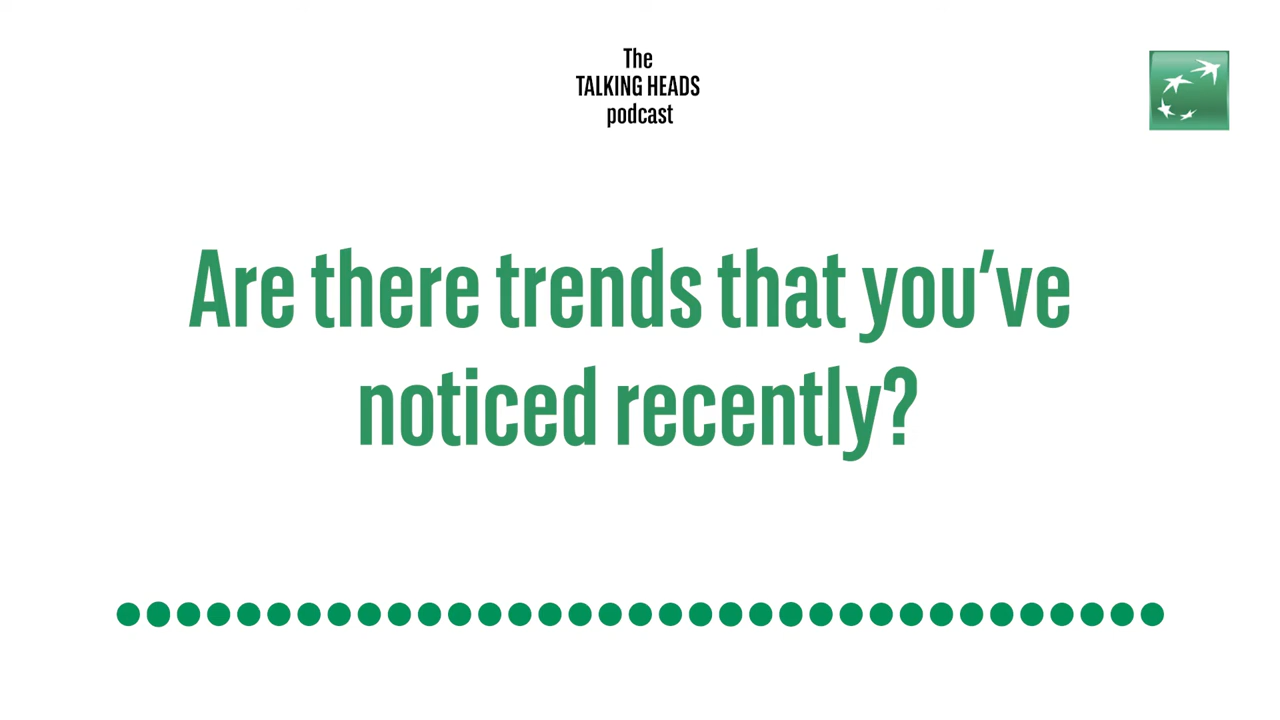 The
TALKING HEADS
podcast
Are there trends that you’ve
noticed recently?